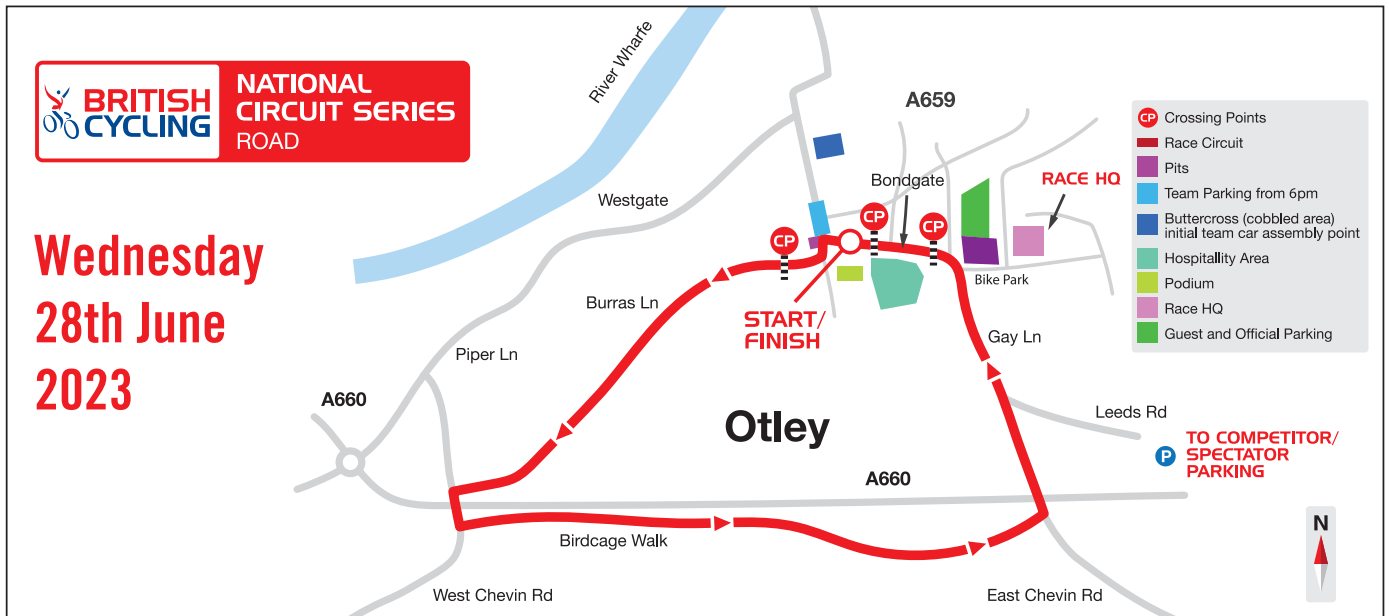 BRITISH
CYCLING
NATIONAL
CIRCUIT SERIES
ROAD
Wednesday
28th June
2023
River Wharfe
A659
Westgate
Bondgate
RACE HQ
CP
CP
CP
Burras Ln
START/
FINISH
Bike Park
Gay Ln
Piper Ln
A660
Otley
Leeds Rd
P
TO COMPETITOR/
SPECTATOR
PARKING
A660
Birdcage Walk
West Chevin Rd
East Chevin Rd
N
CP Crossing Points
Race Circuit
Pits
Team Parking from 6pm
Buttercross (cobbled area)
initial team car assembly point
Hospitality Area
Podium
Race HQ
Guest and Official Parking